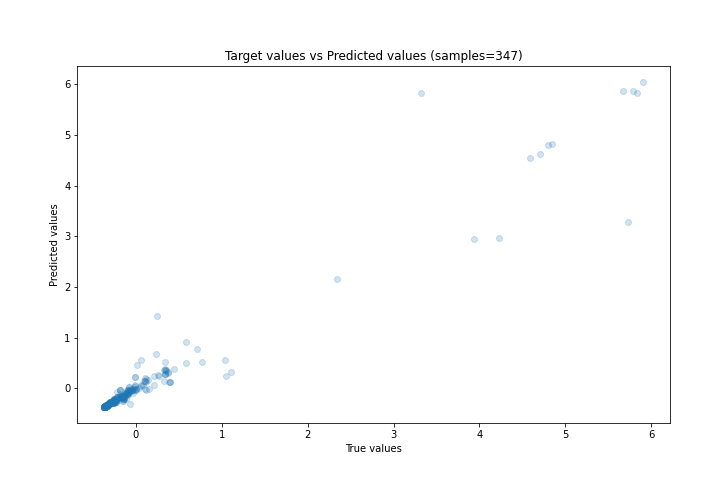 Target values vs Predicted values (samples=347)
6
5
4
3
2
1
0
Predicted values
0 1 2 3 4 5 6
True values